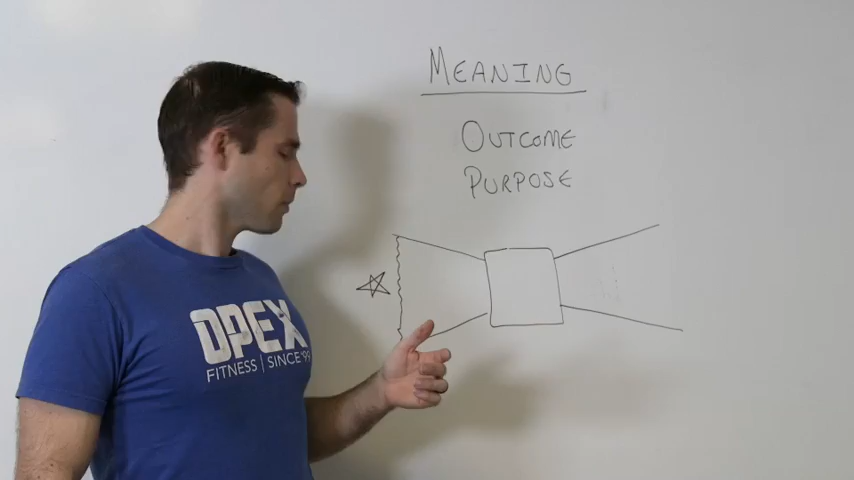 MEANING
OUTCOME
PURPOSE
OPEX
FITNESS | SINCE '99